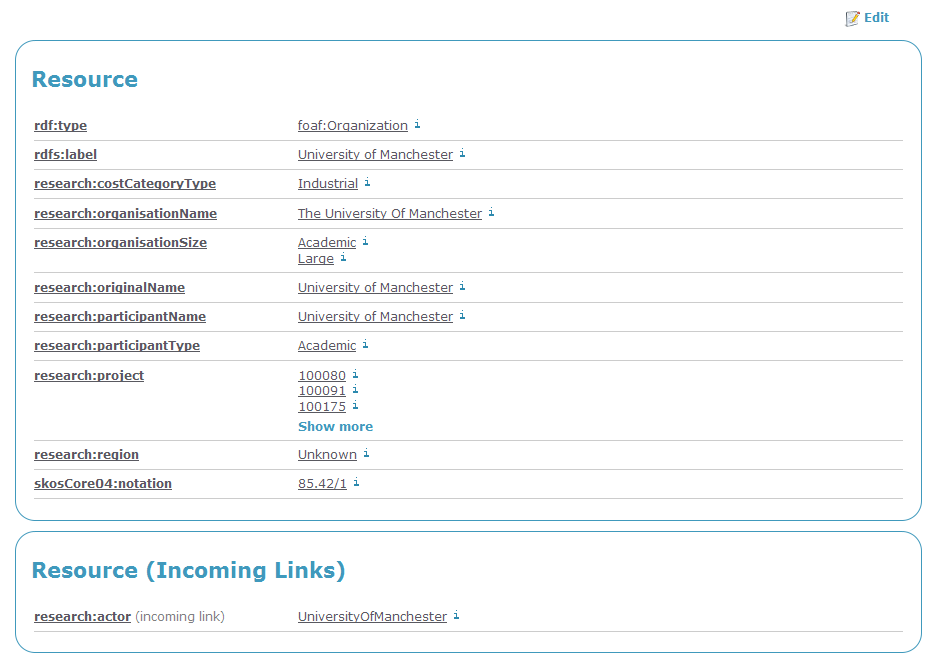 Edit
Resource
rdf:type foaf:Organization i
rdfs:label University of Manchester i
research:costCategoryType Industrial i
research:organisationName The University Of Manchester i
research:organisationSize Academic i
Large i
research:originalName University of Manchester i
research:participantName University of Manchester i
research:participantType Academic i
research:project 100080 i
100091 i
100175 i
Show more
research:region Unknown i
skosCore04:notation 85.42/1 i
Resource (Incoming Links)
research:actor (incoming link) UniversityOfManchester i